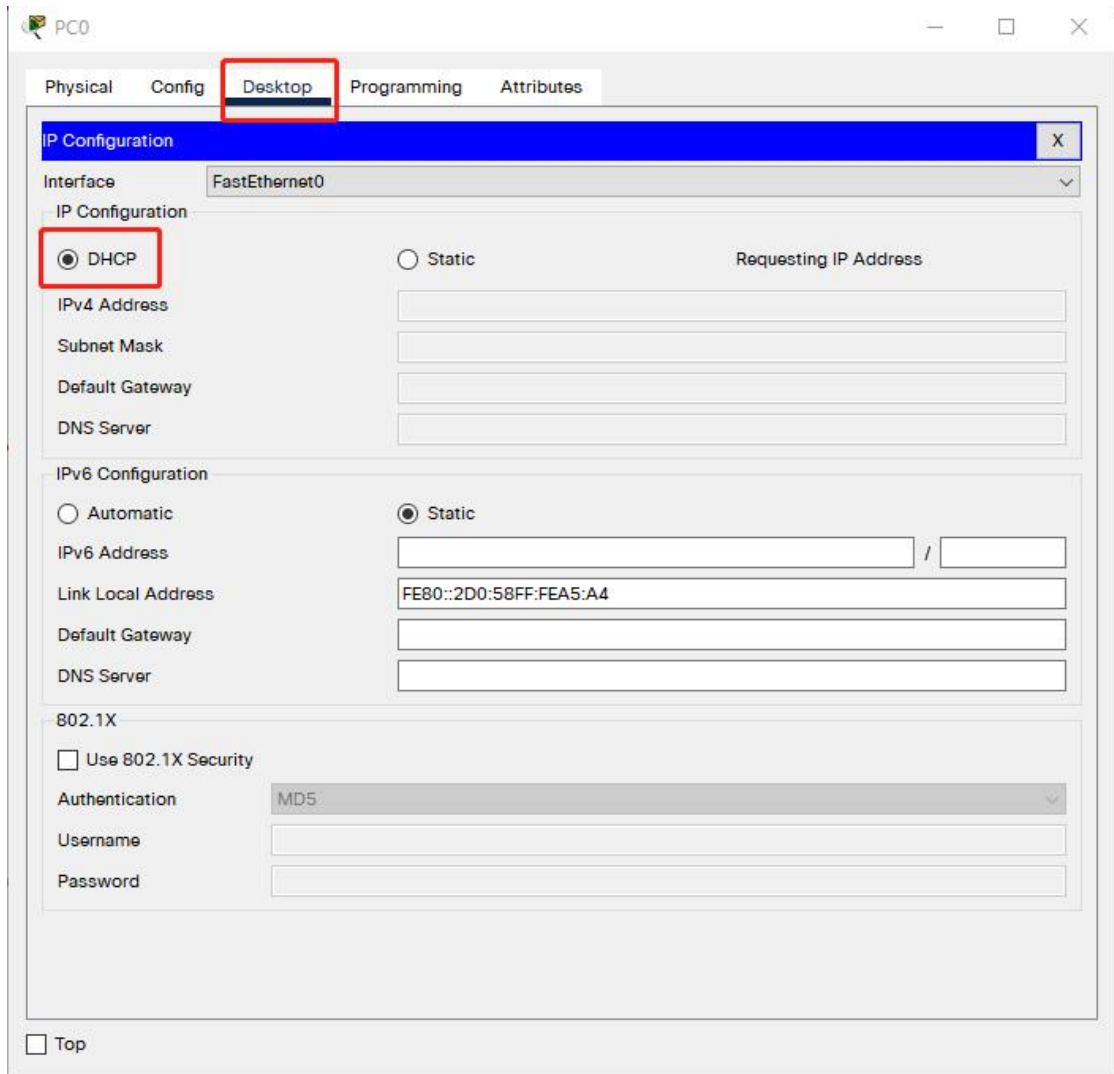 PC0
Physical Config Desktop Programming Attributes
IP Configuration X
Interface FastEthernet0
IP Configuration
DHCP Static Requesting IP Address
IPv4 Address
Subnet Mask
Default Gateway
DNS Server
IPv6 Configuration
Automatic Static
IPv6 Address /
Link Local Address FE80::2D0:58FF:FEA5:A4
Default Gateway
DNS Server
802.1X
Use 802.1X Security
Authentication MD5
Username
Password
Top